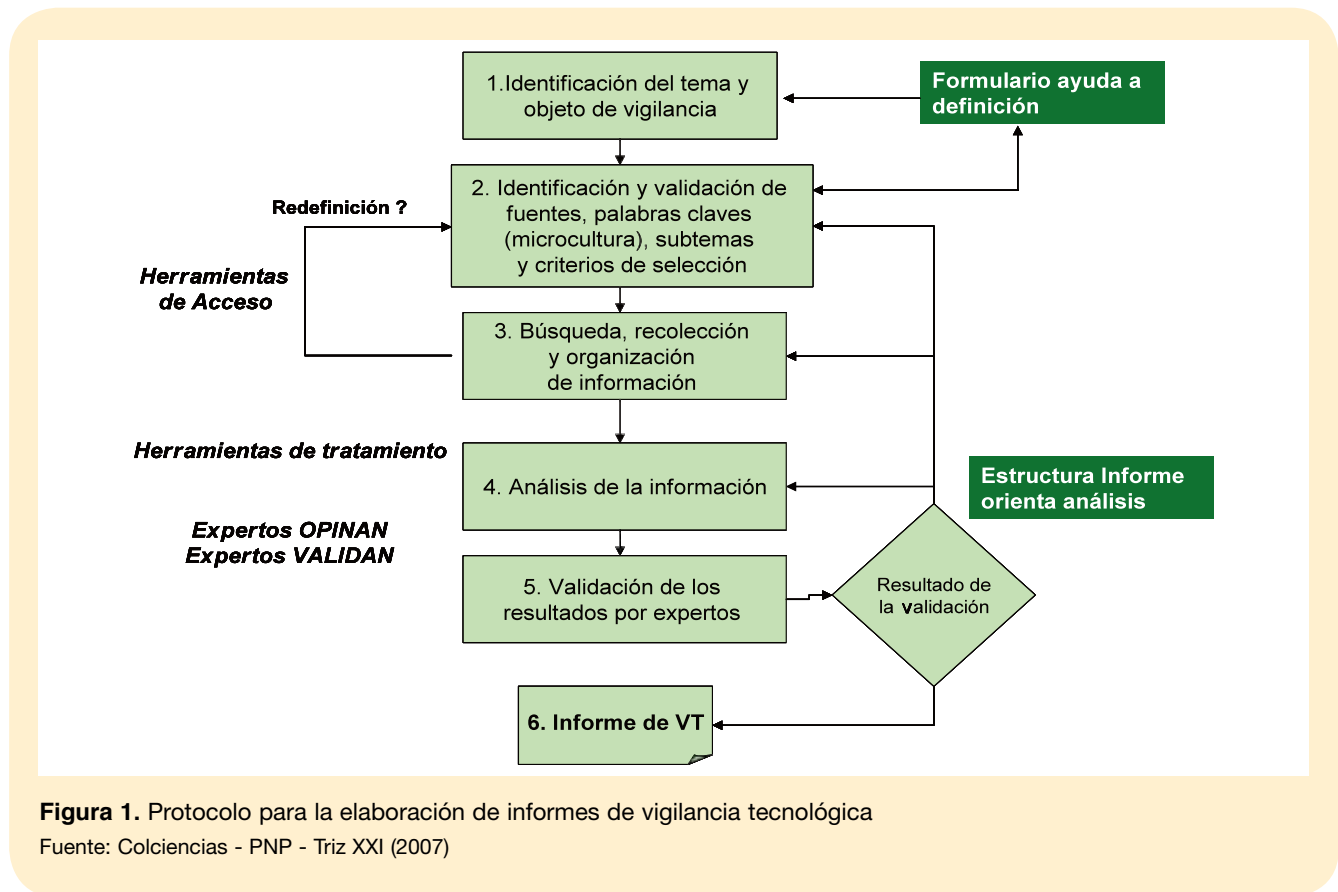 1.Identificación del tema y
objeto de vigilancia
Formulario ayuda a
definición
2. Identificación y validación de
fuentes, palabras claves
(microcultura), subtemas
y criterios de selección
Redefinición ?
Herramientas
de Acceso
3. Búsqueda, recolección
y organización
de información
Herramientas de tratamiento
4. Análisis de la información
Estructura Informe
orienta análisis
Expertos OPINAN
Expertos VALIDAN
5. Validación de los
resultados por expertos
Resultado de
la validación
6. Informe de VT
Figura 1. Protocolo para la elaboración de informes de vigilancia tecnológica
Fuente: Colciencias - PNP - Triz XXI (2007)